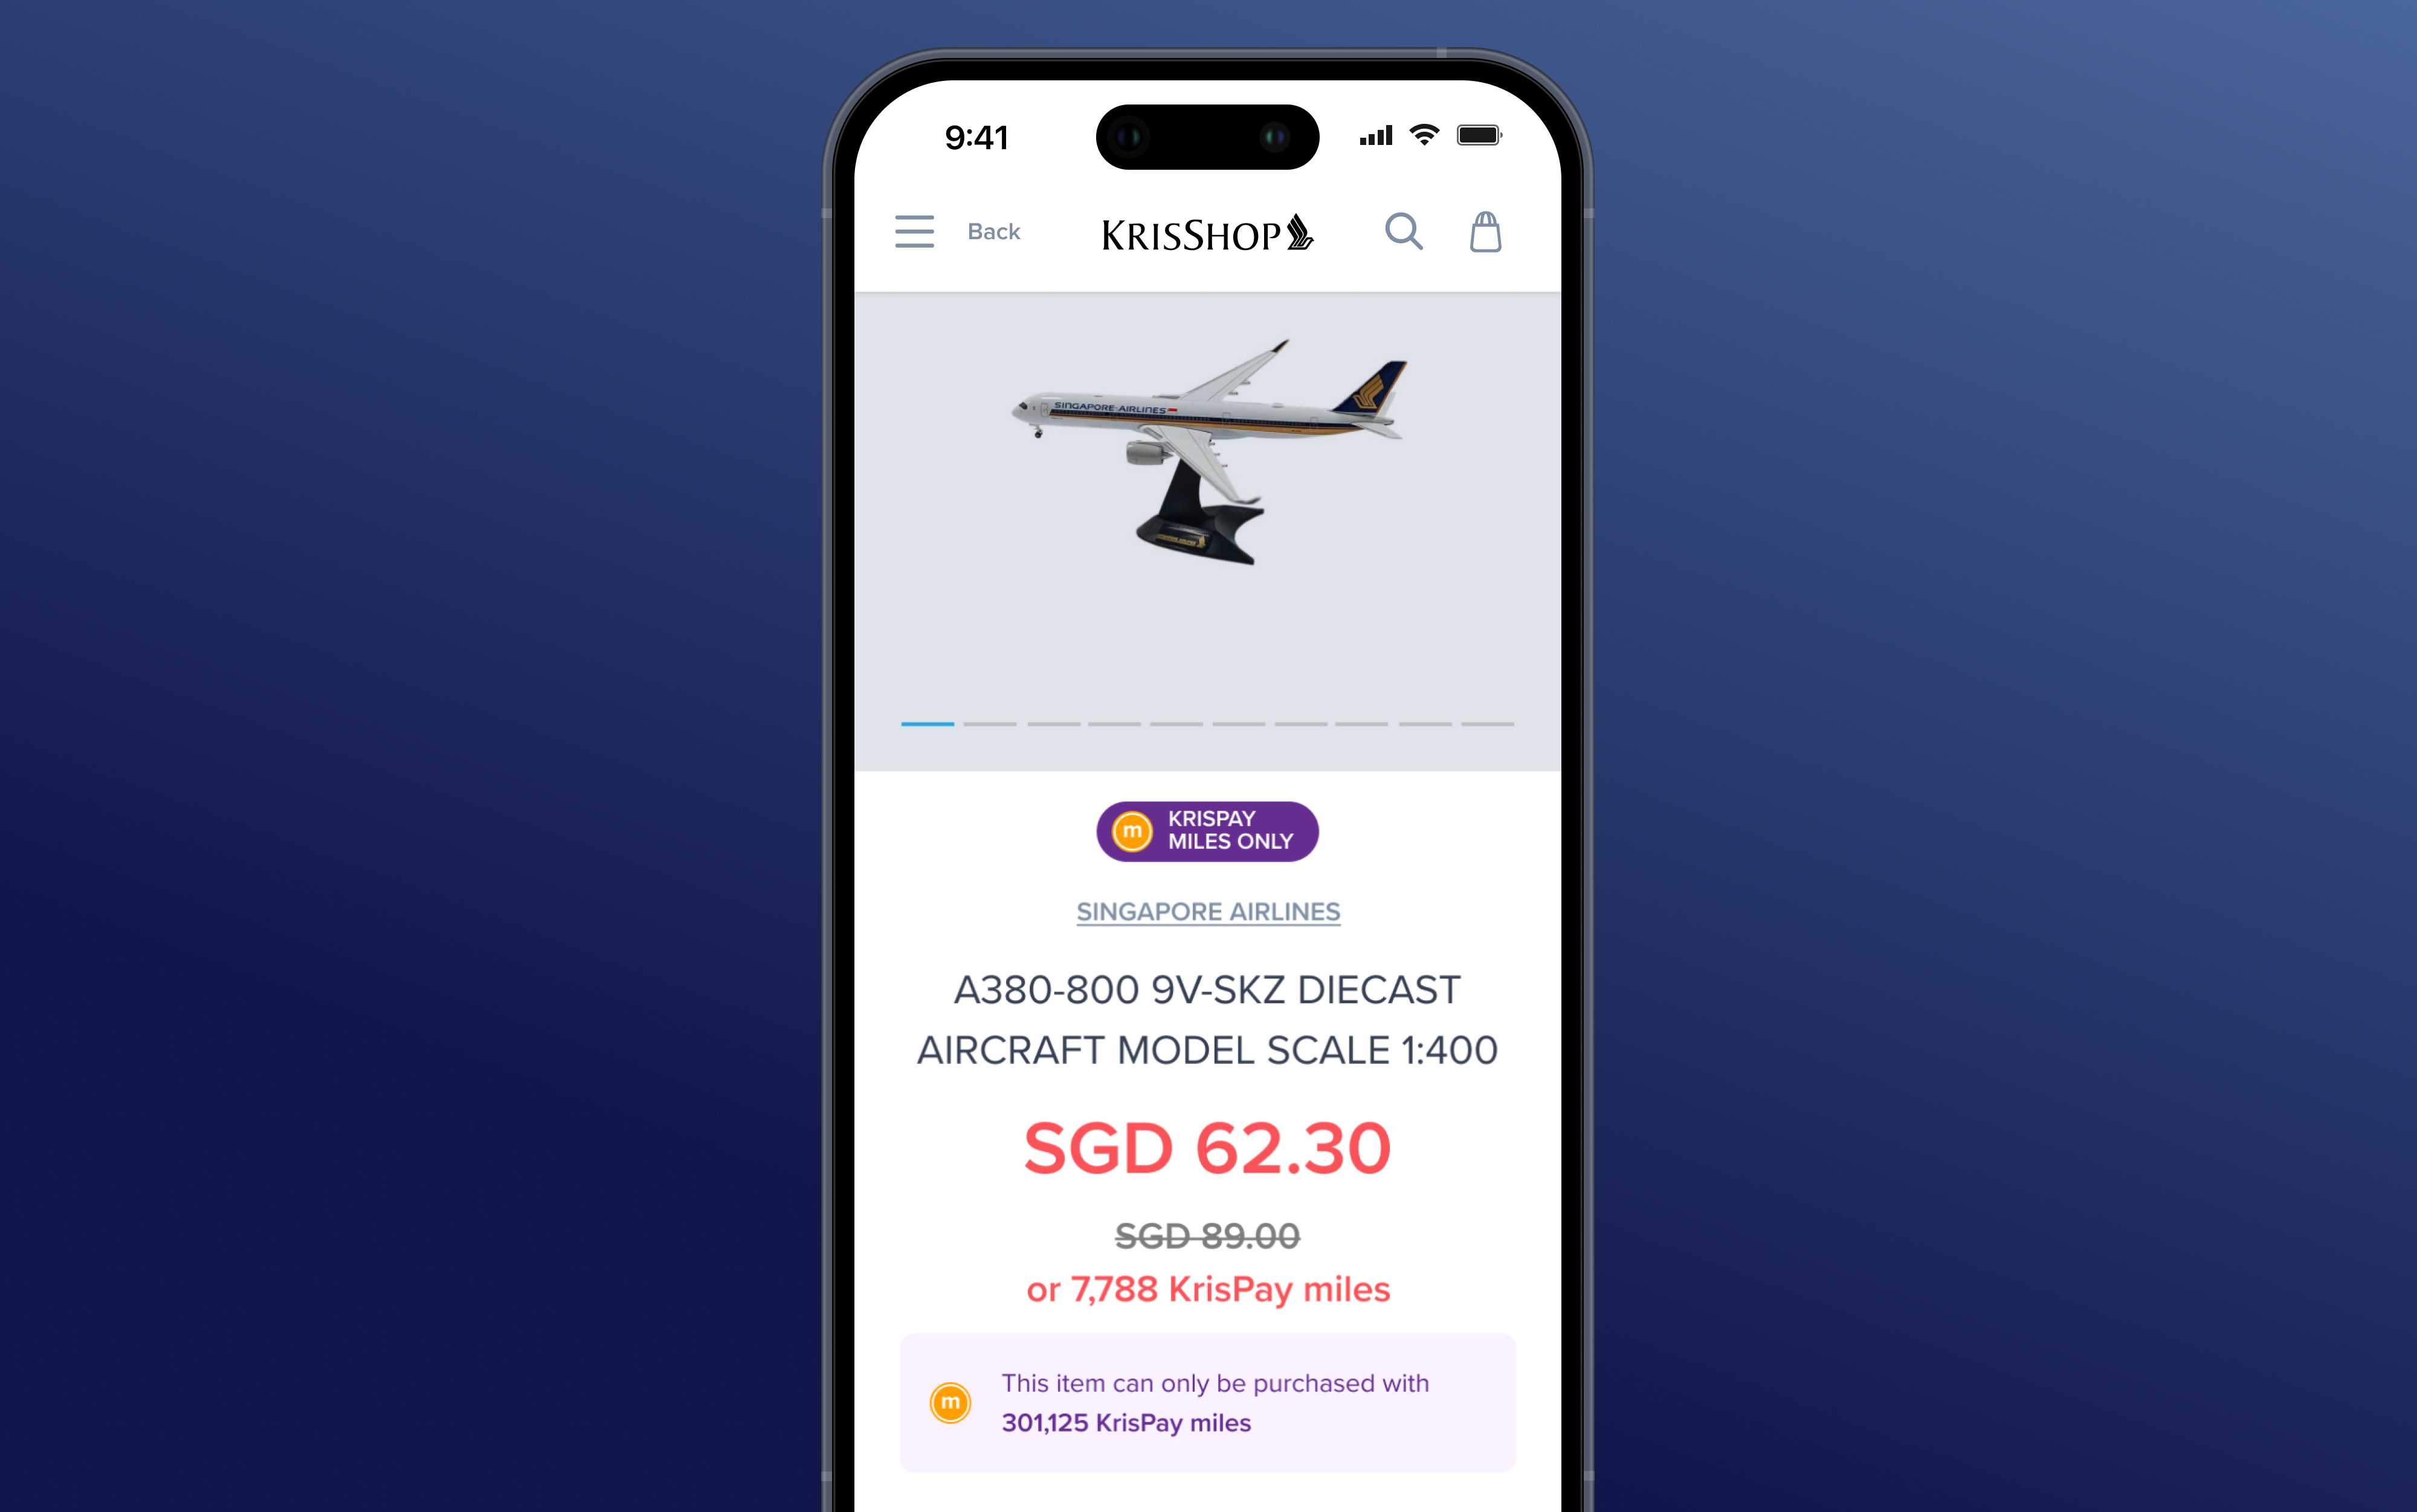 9:41
Back
KRISSHOP
SINGAPORE AIRLINES
m
KRISPAY
MILES ONLY
SINGAPORE AIRLINES
A380-800 9V-SKZ DIECAST
AIRCRAFT MODEL SCALE 1:400
SGD 62.30
SGD 89.00
or 7,788 KrisPay miles
m
This item can only be purchased with
301,125 KrisPay miles